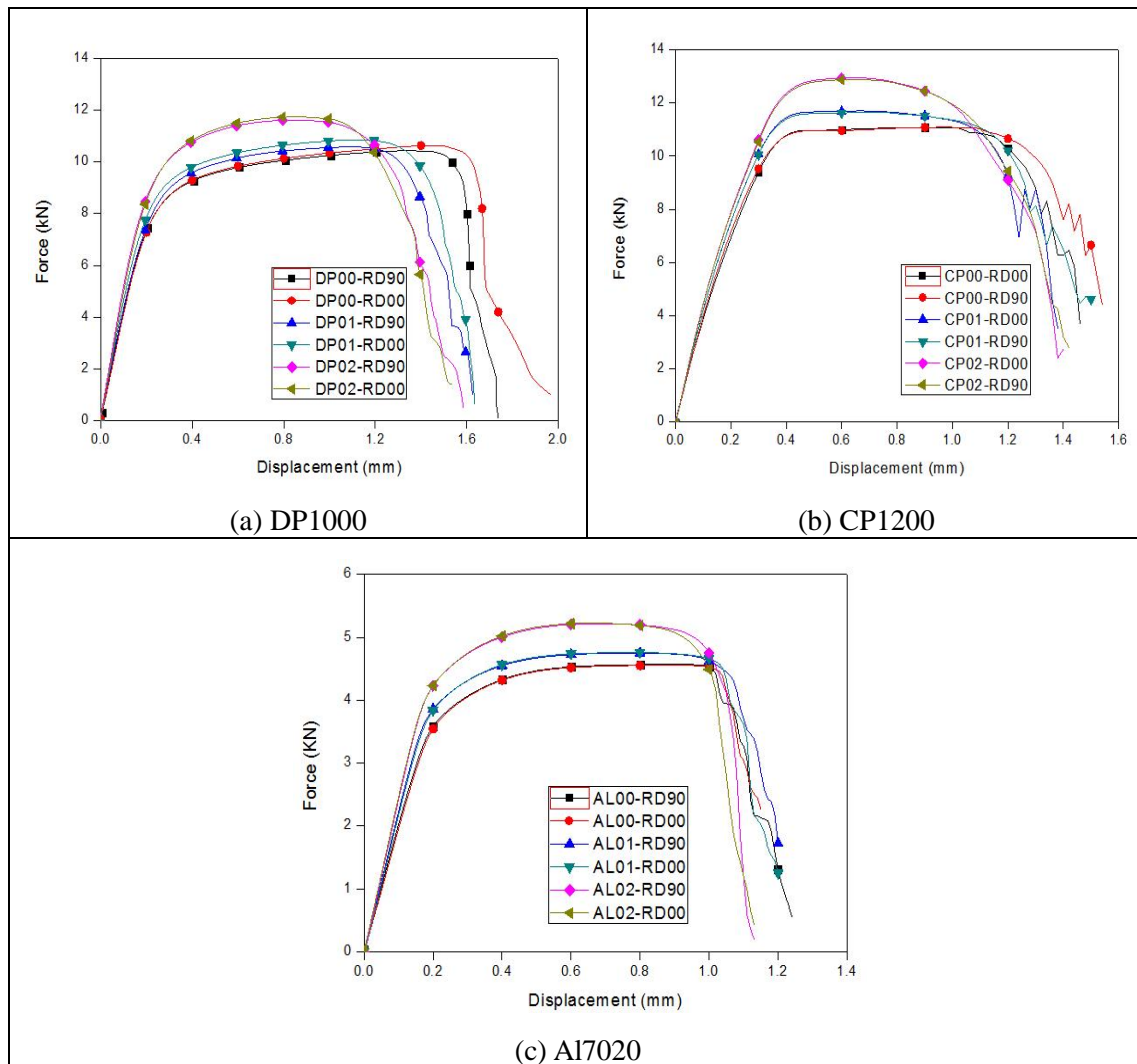 14
12
10
8
6
4
2
0
Force (kN)
DP00-RD90
DP00-RD00
DP01-RD90
DP01-RD00
DP02-RD90
DP02-RD00
0.0 0.4 0.8 1.2 1.6 2.0
Displacement (mm)
(a) DP1000
14
12
10
8
6
4
2
0
Force (kN)
CP00-RD00
CP00-RD90
CP01-RD00
CP01-RD90
CP02-RD00
CP02-RD90
0.0 0.2 0.4 0.6 0.8 1.0 1.2 1.4 1.6
Displacement (mm)
(b) CP1200
6
5
4
3
2
1
0
Force (KN)
AL00-RD90
AL00-RD00
AL01-RD90
AL01-RD00
AL02-RD90
AL02-RD00
0.0 0.2 0.4 0.6 0.8 1.0 1.2 1.4
Displacement (mm)
(c) Al7020